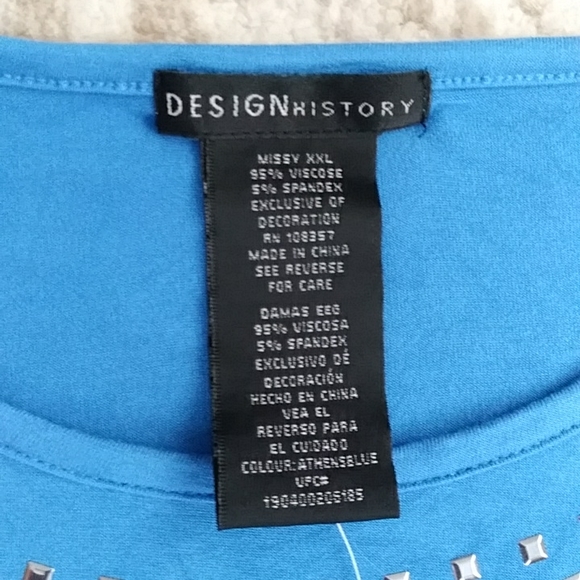 DESIGNHISTORY
MISSY XXL
95% VISCOSE
5% SPANDEX
EXCLUSIVE OF
DECORATION
RN 108357
MADE IN CHINA
SEE REVERSE
FOR CARE
DAMAS EEG
95% VISCOSA
5% SPANDEX
EXCLUSIVO DÉ
DECORACIÓN
HECHO EN CHINA
VEA EL
REVERSO PARA
EL CUIDADO
COLOUR:ATHENSBLUE
UPC#
190400205185